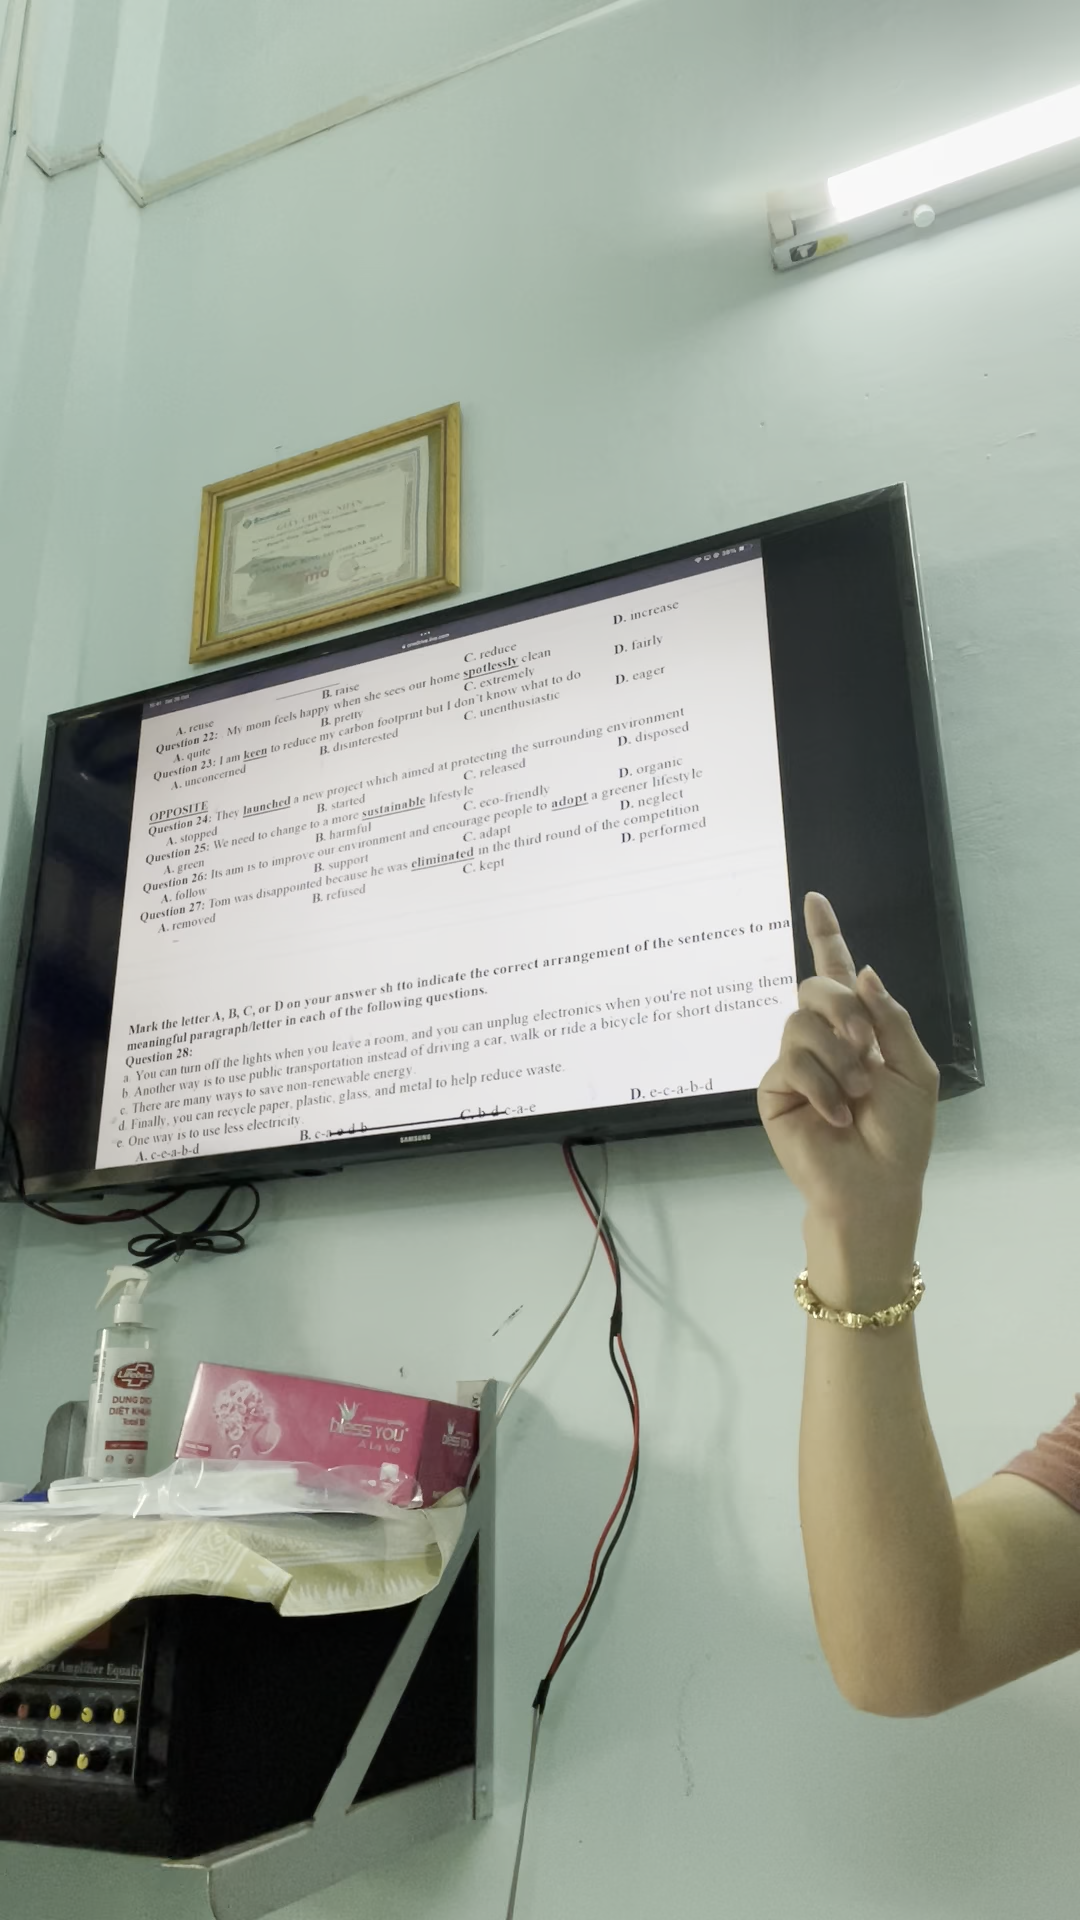 GIẤY CHỨNG NHẬN
38%
A. reuse B. raise C. reduce D. increase
Question 22: My mom feels happy when she sees our home spotlessly clean
A. quite B. pretty C. extremely D. fairly
Question 23: I am keen to reduce my carbon footprint but I don't know what to do
A. unconcerned B. disinterested C. unenthusiastic D. eager
OPPOSITE
Question 24: They launched a new project which aimed at protecting the surrounding environment
A. stopped B. started C. released D. disposed
Question 25: We need to change to a more sustainable lifestyle
A. green B. harmful C. eco-friendly D. organic
Question 26: Its aim is to improve our environment and encourage people to adopt a greener lifestyle
A. follow B. support C. adapt D. neglect
Question 27: Tom was disappointed because he was eliminated in the third round of the competition
A. removed B. refused C. kept D. performed
Mark the letter A, B, C, or D on your answer sh tto indicate the correct arrangement of the sentences to ma
meaningful paragraph/letter in each of the following questions.
Question 28:
a. You can turn off the lights when you leave a room, and you can unplug electronics when you're not using them
b. Another way is to use public transportation instead of driving a car, walk or ride a bicycle for short distances.
c. There are many ways to save non-renewable energy.
d. Finally, you can recycle paper, plastic, glass, and metal to help reduce waste.
e. One way is to use less electricity.
A. c-e-a-b-d B. c-a-e-d-b C. b-d-c-a-e D. e-c-a-b-d
SAMSUNG
Lifebuoy
DUNG DỊCH
DIỆT KHUẨN
bless YOU
À La Vie
bless YOU
Amplifier Equaliz